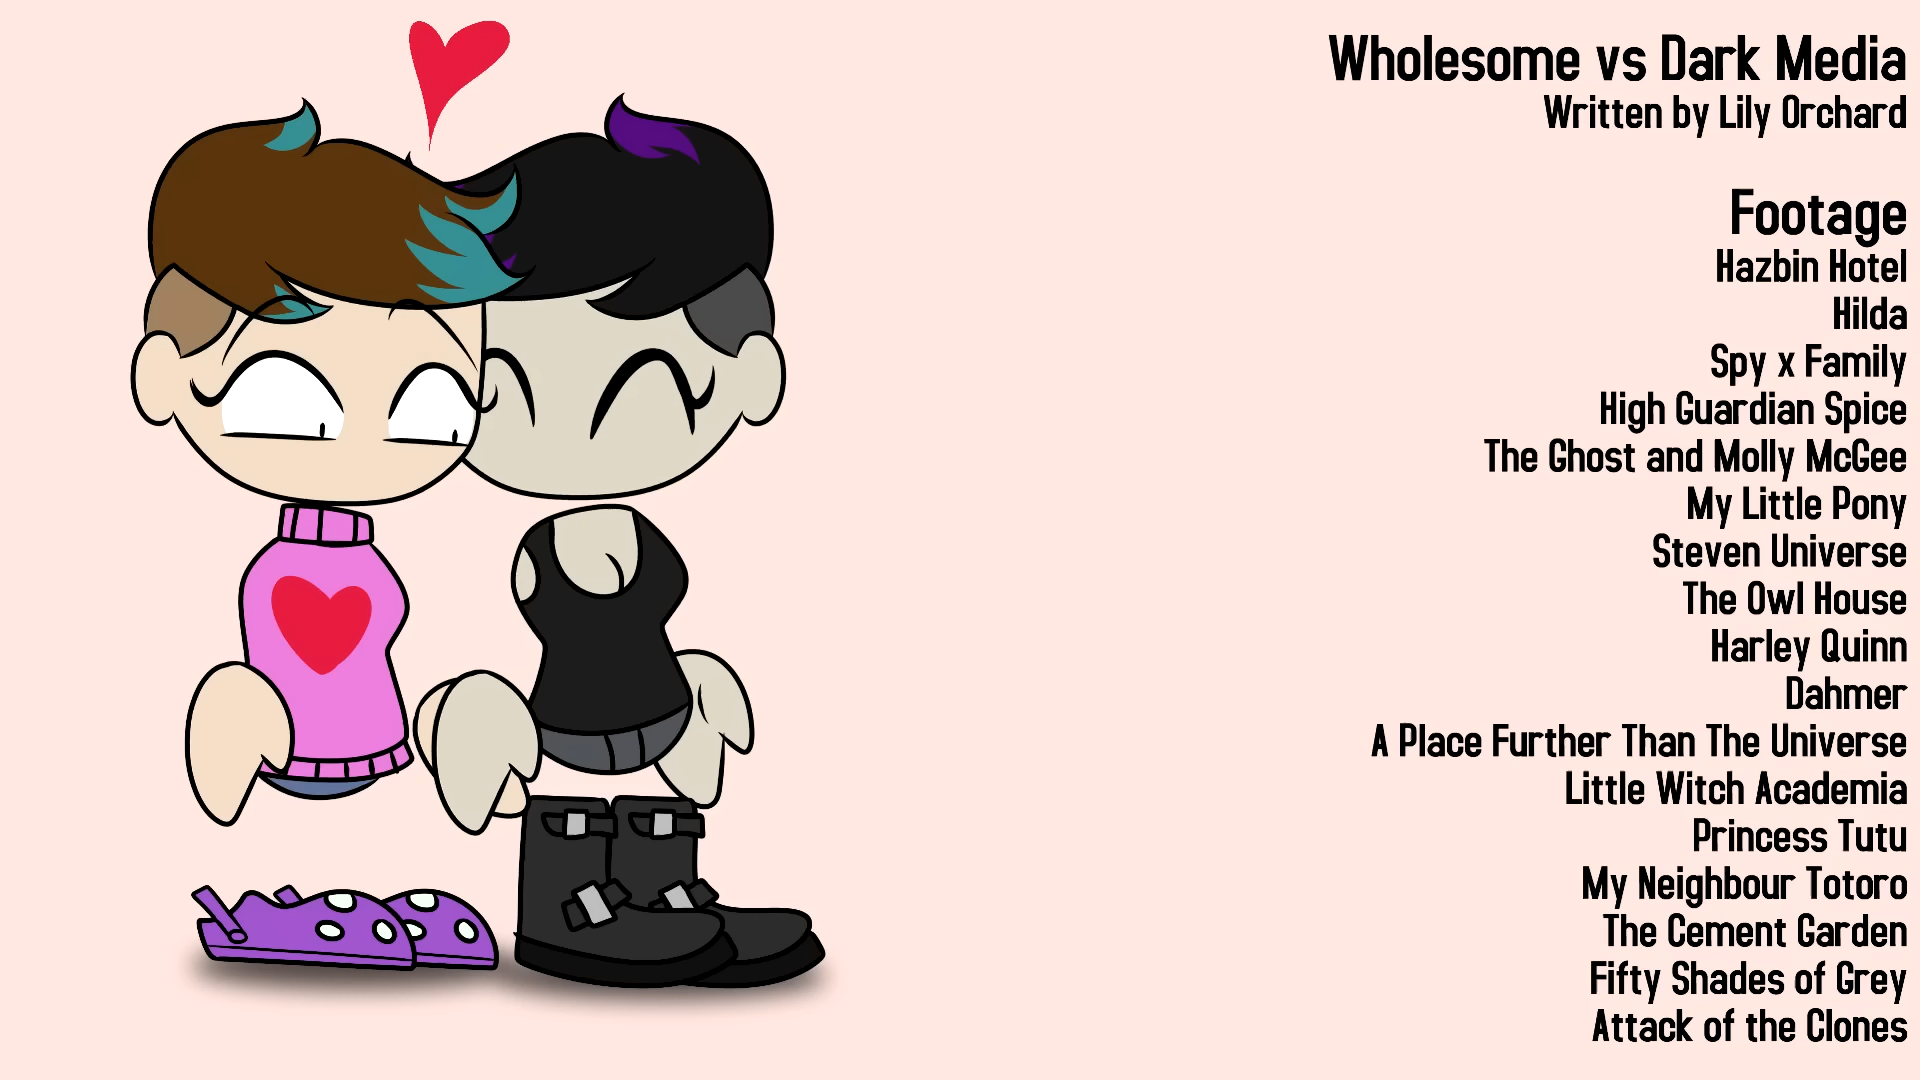 Wholesome vs Dark Media
Written by Lily Orchard
Footage
Hazbin Hotel
Hilda
Spy x Family
High Guardian Spice
The Ghost and Molly McGee
My Little Pony
Steven Universe
The Owl House
Harley Quinn
Dahmer
A Place Further Than The Universe
Little Witch Academia
Princess Tutu
My Neighbour Totoro
The Cement Garden
Fifty Shades of Grey
Attack of the Clones